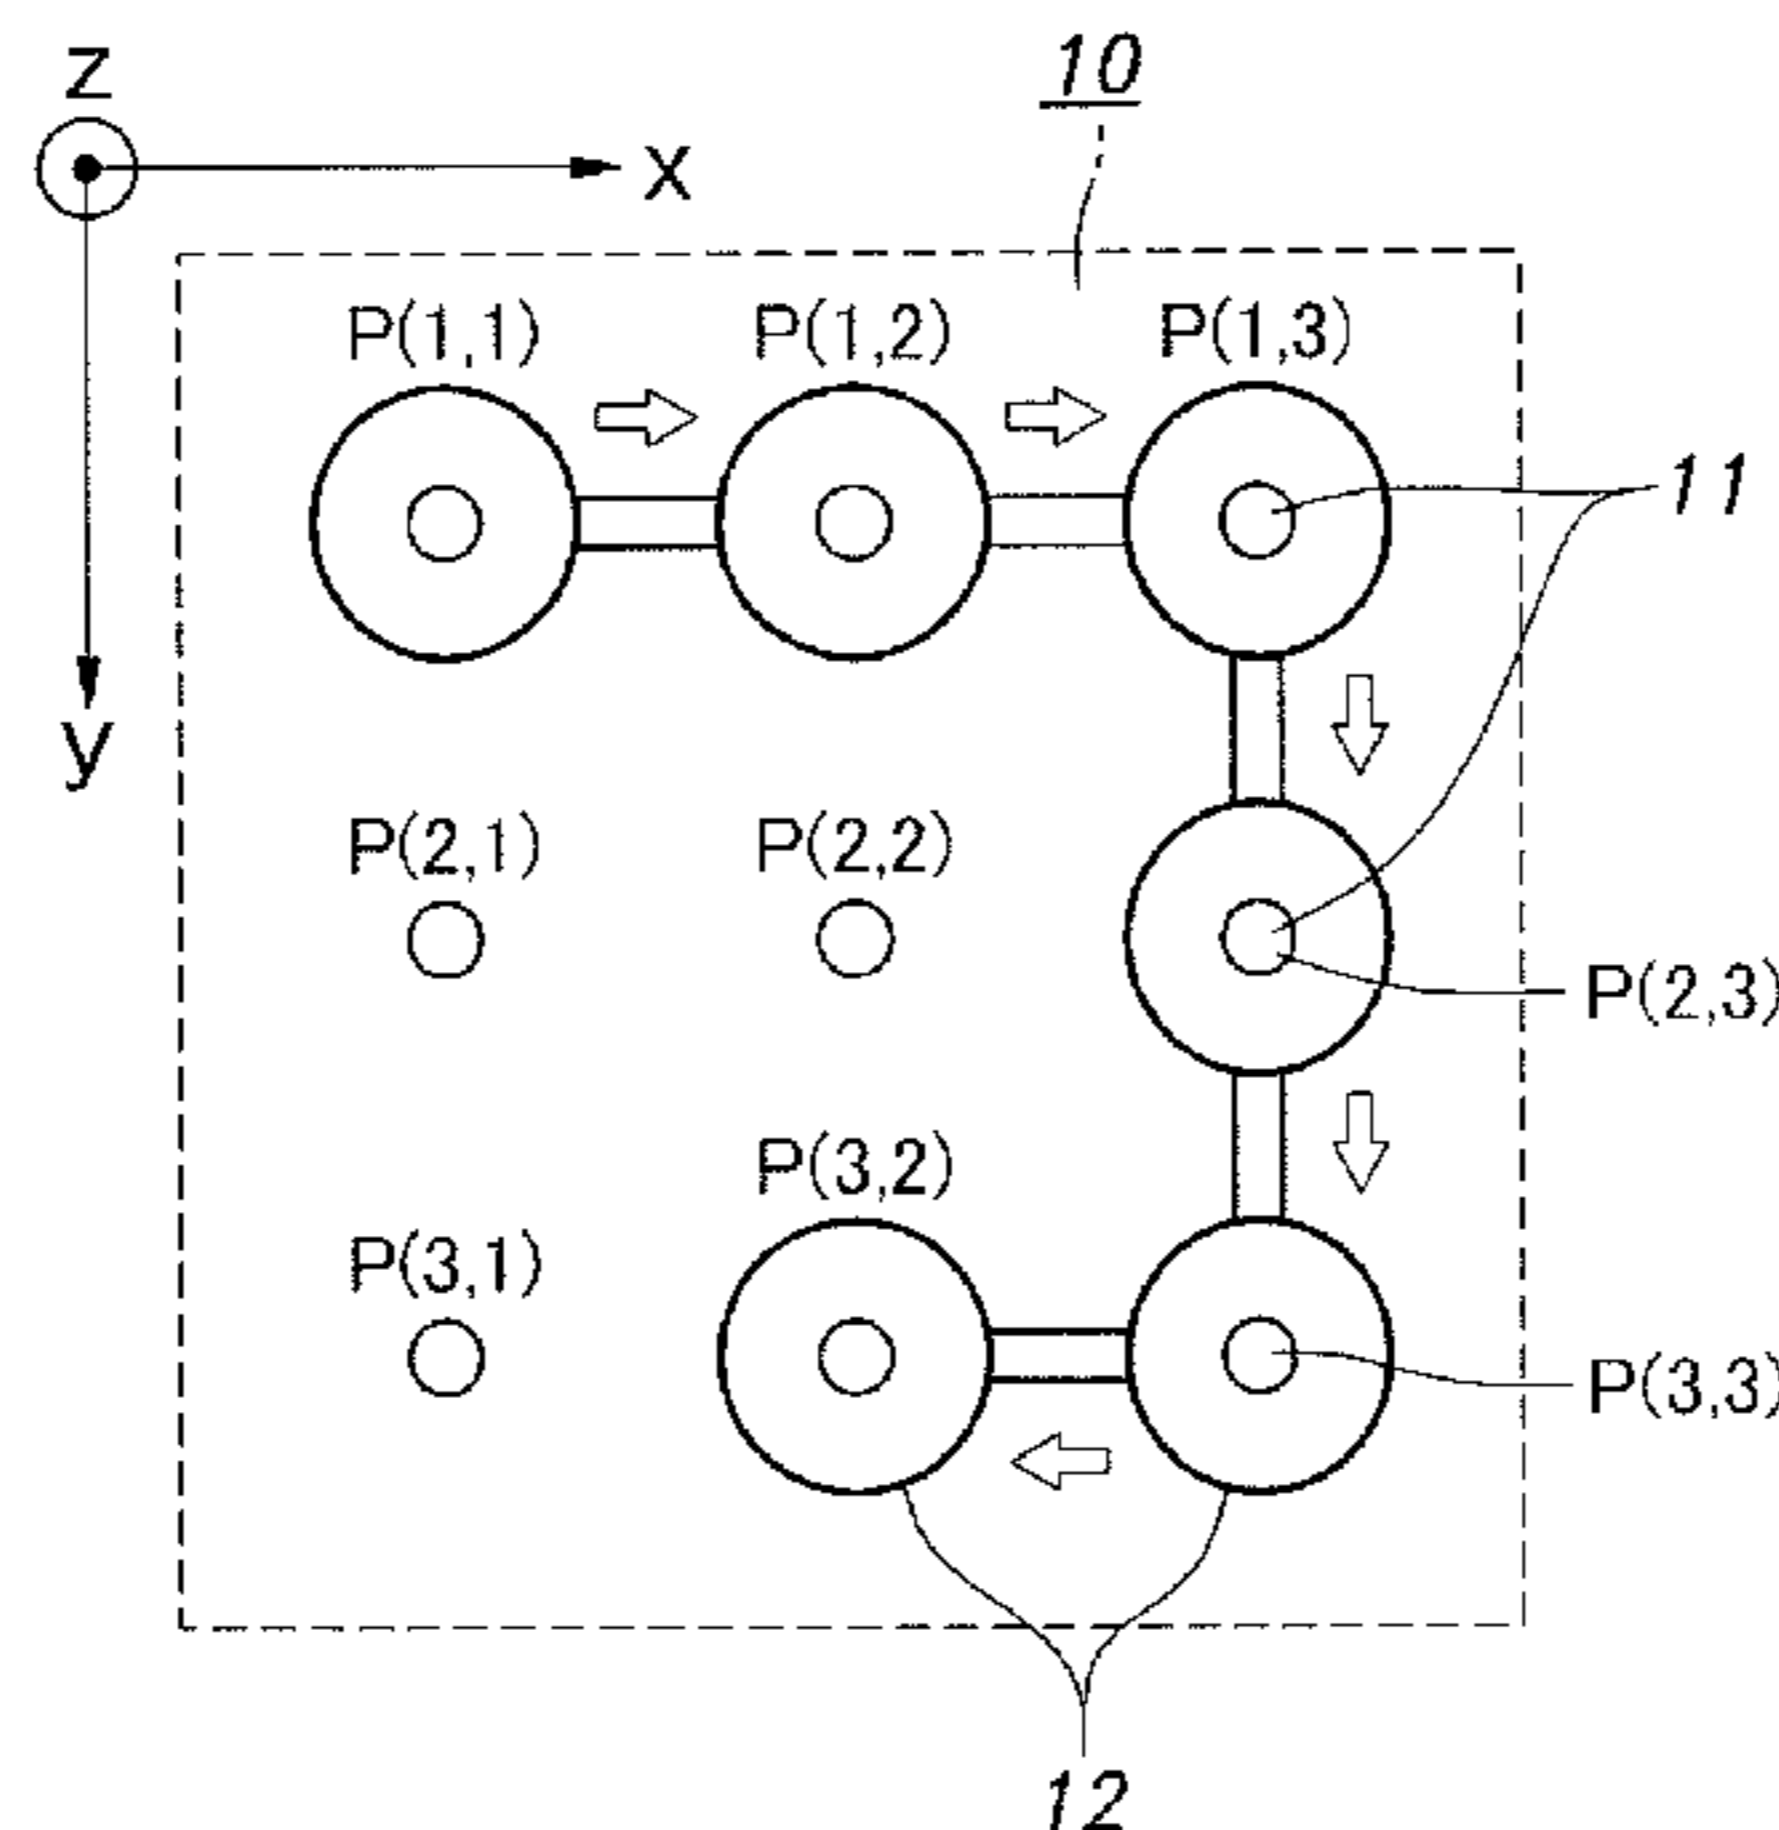 10
z
x
P(1,1) P(1,2) P(1,3)
11
y
P(2,1) P(2,2)
P(2,3)
P(3,2)
P(3,1)
P(3,3)
12